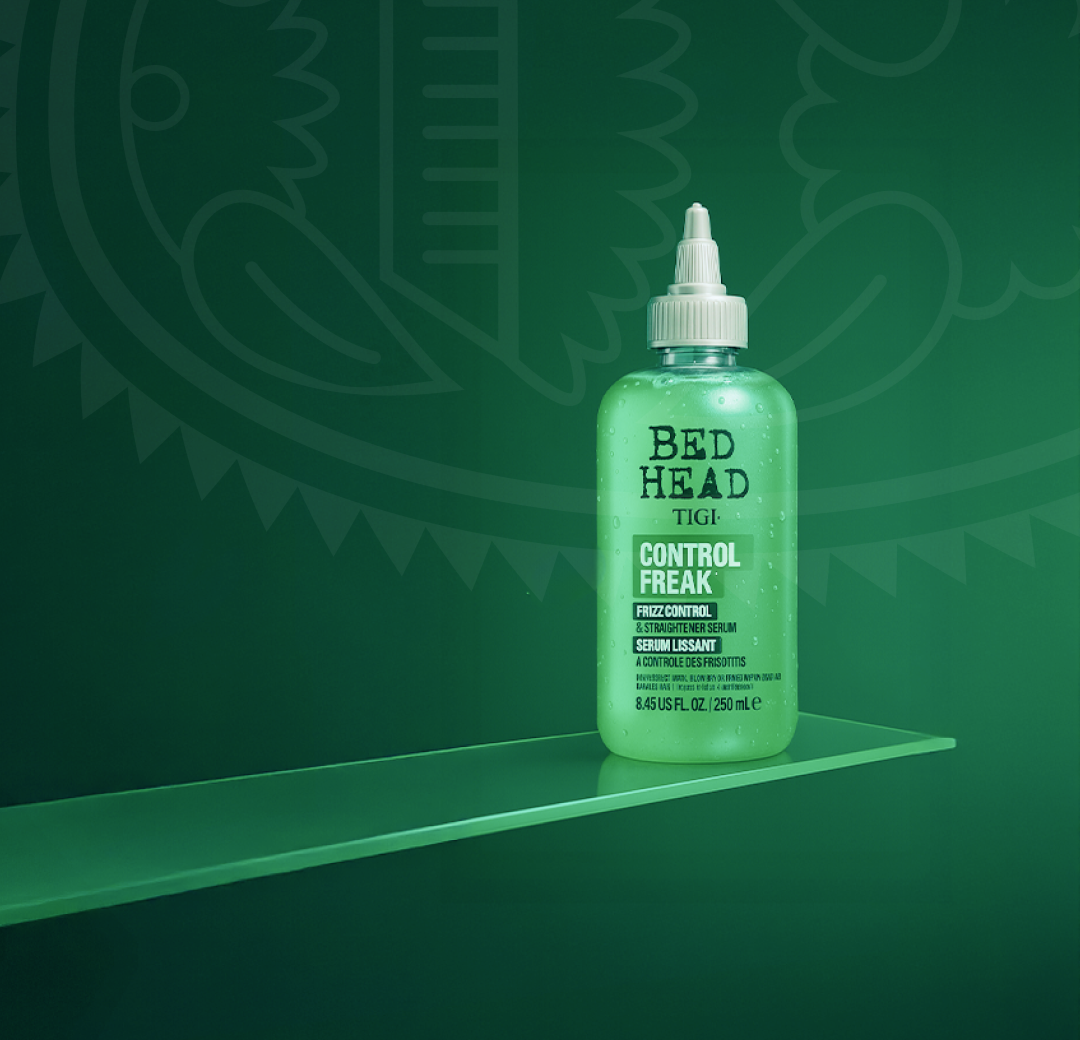 BED
HEAD
TIGI
CONTROL
FREAK
FRIZZ CONTROL
& STRAIGHTENER SERUM
SERUM LISSANT
A CONTROLE DES FRISOTITIS
8.45 US FL. OZ. / 250 mL e